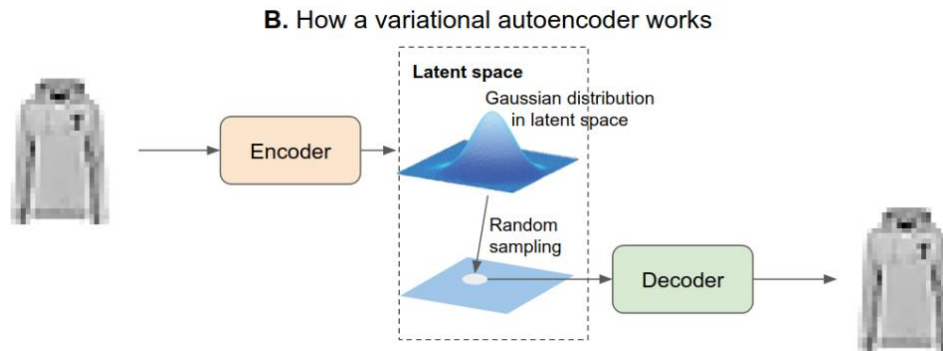 B. How a variational autoencoder works
Latent space
Gaussian distribution
in latent space
Encoder
Random
sampling
Decoder